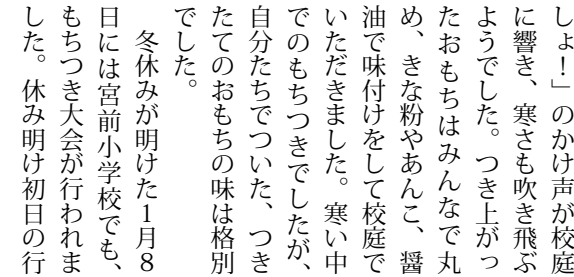 しょ！」のかけ声が校庭
に響き、寒さも吹き飛ぶ
ようでした。つき上がっ
たおもちはみんなで丸
め、きな粉やあんこ、醤
油で味付けをして校庭で
いただきました。寒い中
でのもちつきでしたが、
自分たちでついた、つき
たてのおもちの味は格別
でした。
　冬休みが明けた１月８
日には宮前小学校でも、
もちつき大会が行われま
した。休み明け初日の行